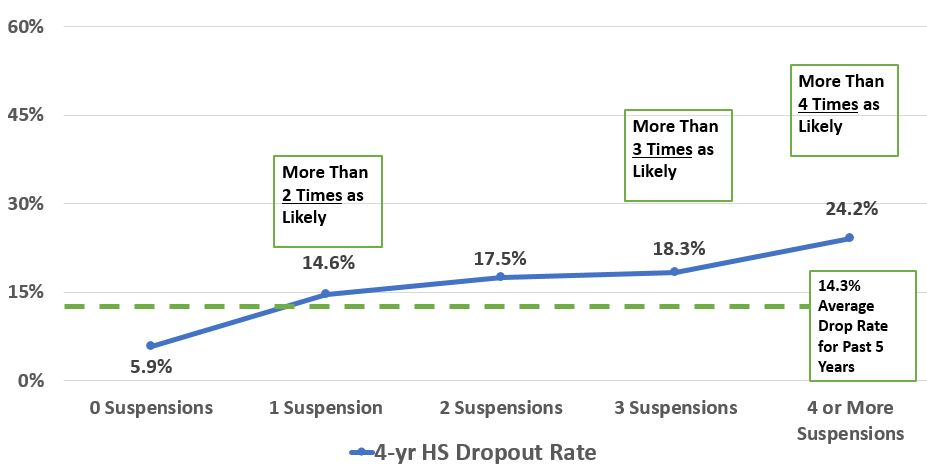 60%
45%
30%
15%
0%
More Than
2 Times as
Likely
More Than
3 Times as
Likely
More Than
4 Times as
Likely
5.9%
14.6%
17.5%
18.3%
24.2%
14.3%
Average
Drop Rate
for Past 5
Years
0 Suspensions
1 Suspension
2 Suspensions
3 Suspensions
4 or More
Suspensions
4-yr HS Dropout Rate